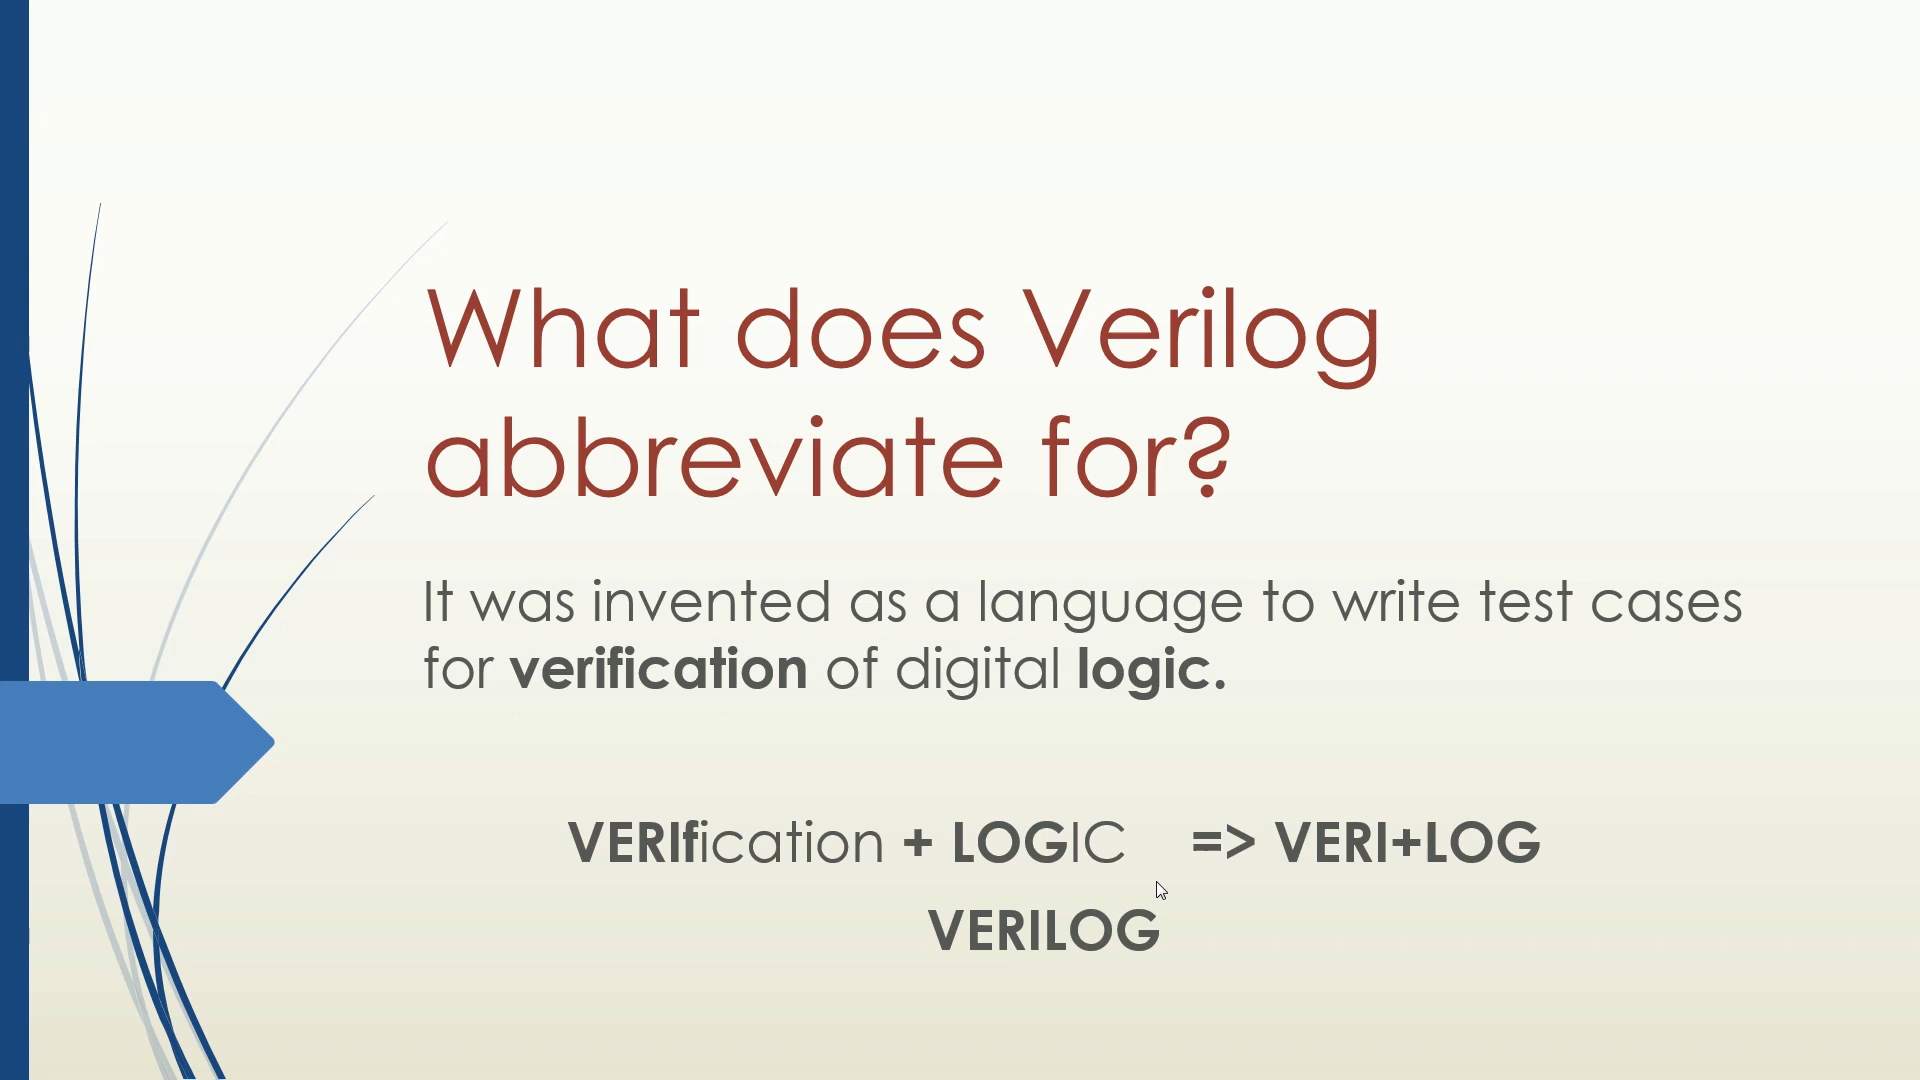 What does Verilog
abbreviate for?
It was invented as a language to write test cases
for verification of digital logic.
VERIfication + LOGIC => VERI+LOG
VERILOG